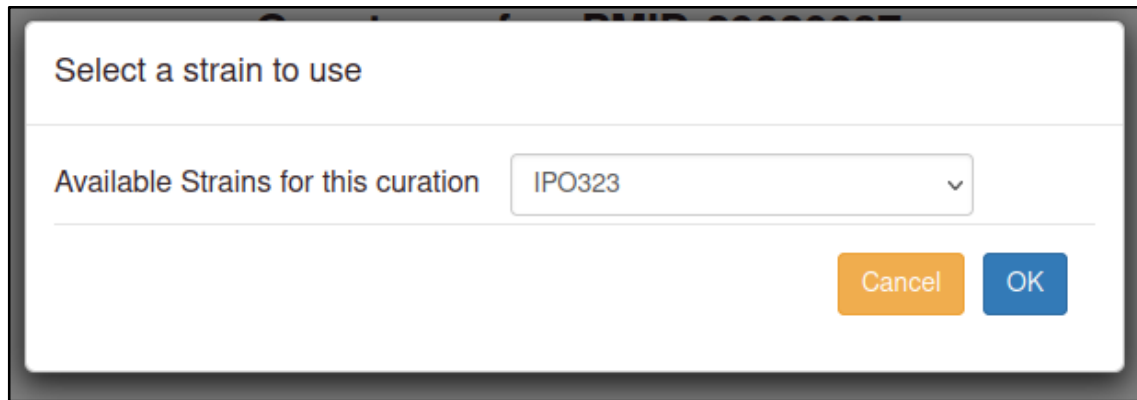 Select a strain to use
Available Strains for this curation IPO323
Cancel OK